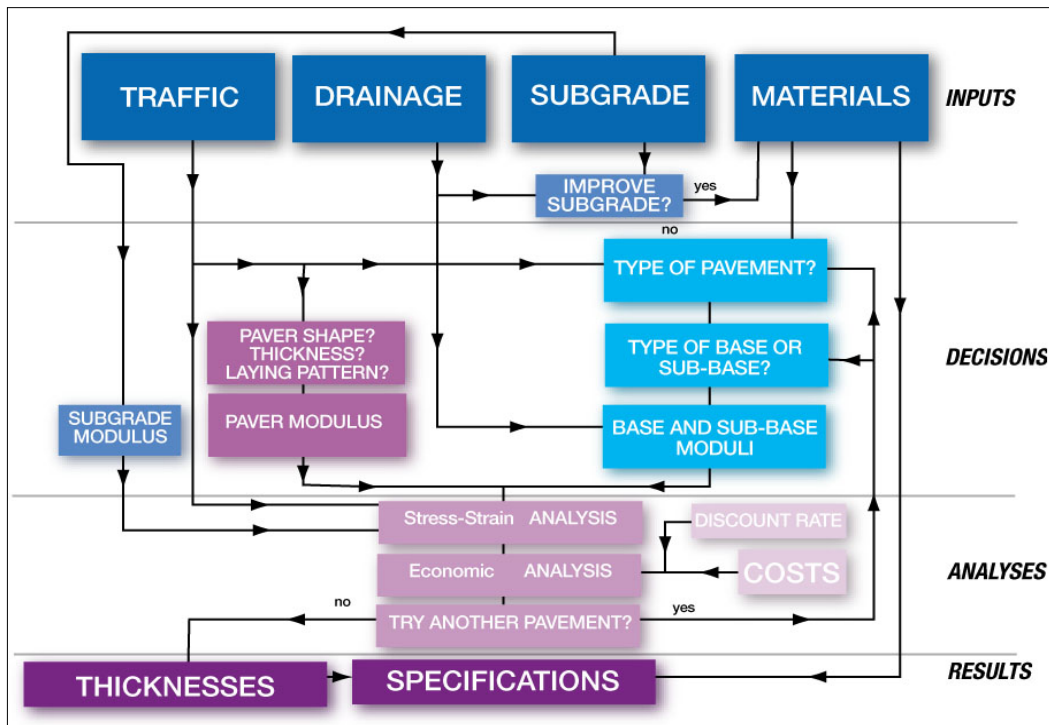 TRAFFIC
DRAINAGE
SUBGRADE
MATERIALS
INPUTS
IMPROVE
SUBGRADE?
yes
no
TYPE OF PAVEMENT?
PAVER SHAPE?
THICKNESS?
LAYING PATTERN?
TYPE OF BASE OR
SUB-BASE?
DECISIONS
SUBGRADE
MODULUS
PAVER MODULUS
BASE AND SUB-BASE
MODULI
Stress-Strain ANALYSIS
DISCOUNT RATE
Economic ANALYSIS
COSTS
ANALYSES
no
TRY ANOTHER PAVEMENT?
yes
THICKNESSES
SPECIFICATIONS
RESULTS